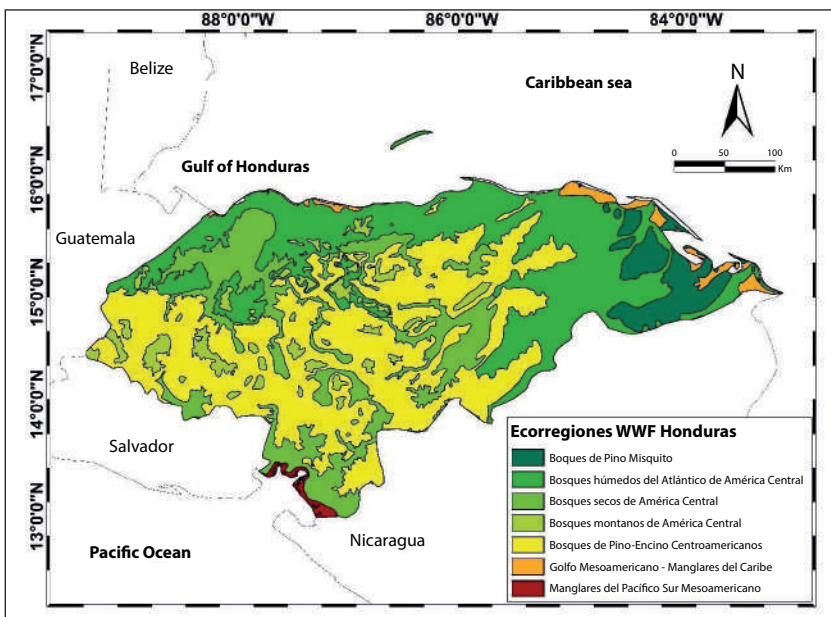 88°0'0"W 86°0'0"W 84°0'0"W
17°0'0"N
16°0'0"N
15°0'0"N
14°0'0"N
13°0'0"N
Belize
Caribbean sea
N
0 50 100
Km
Gulf of Honduras
Guatemala
Salvador
Nicaragua
Pacific Ocean
Ecorregiones WWF Honduras
Boques de Pino Misquito
Bosques húmedos del Atlántico de América Central
Bosques secos de América Central
Bosques montanos de América Central
Bosques de Pino-Encino Centroamericanos
Golfo Mesoamericano - Manglares del Caribe
Manglares del Pacífico Sur Mesoamericano